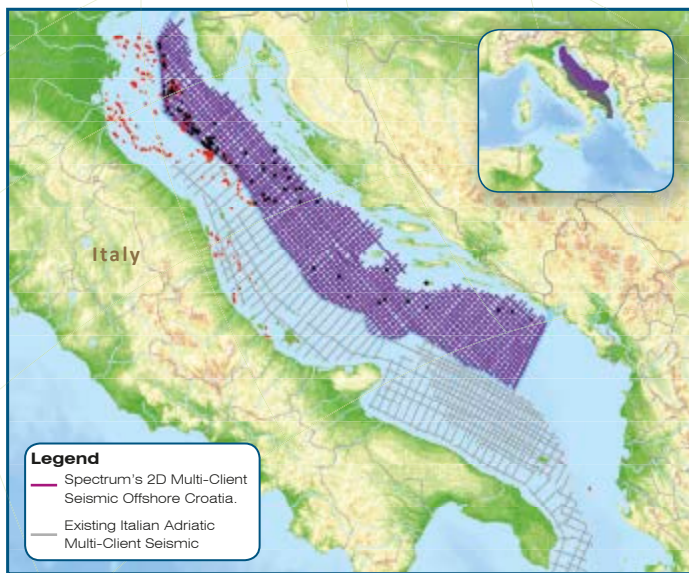 Italy
Legend
Spectrum's 2D Multi-Client
Seismic Offshore Croatia.
Existing Italian Adriatic
Multi-Client Seismic